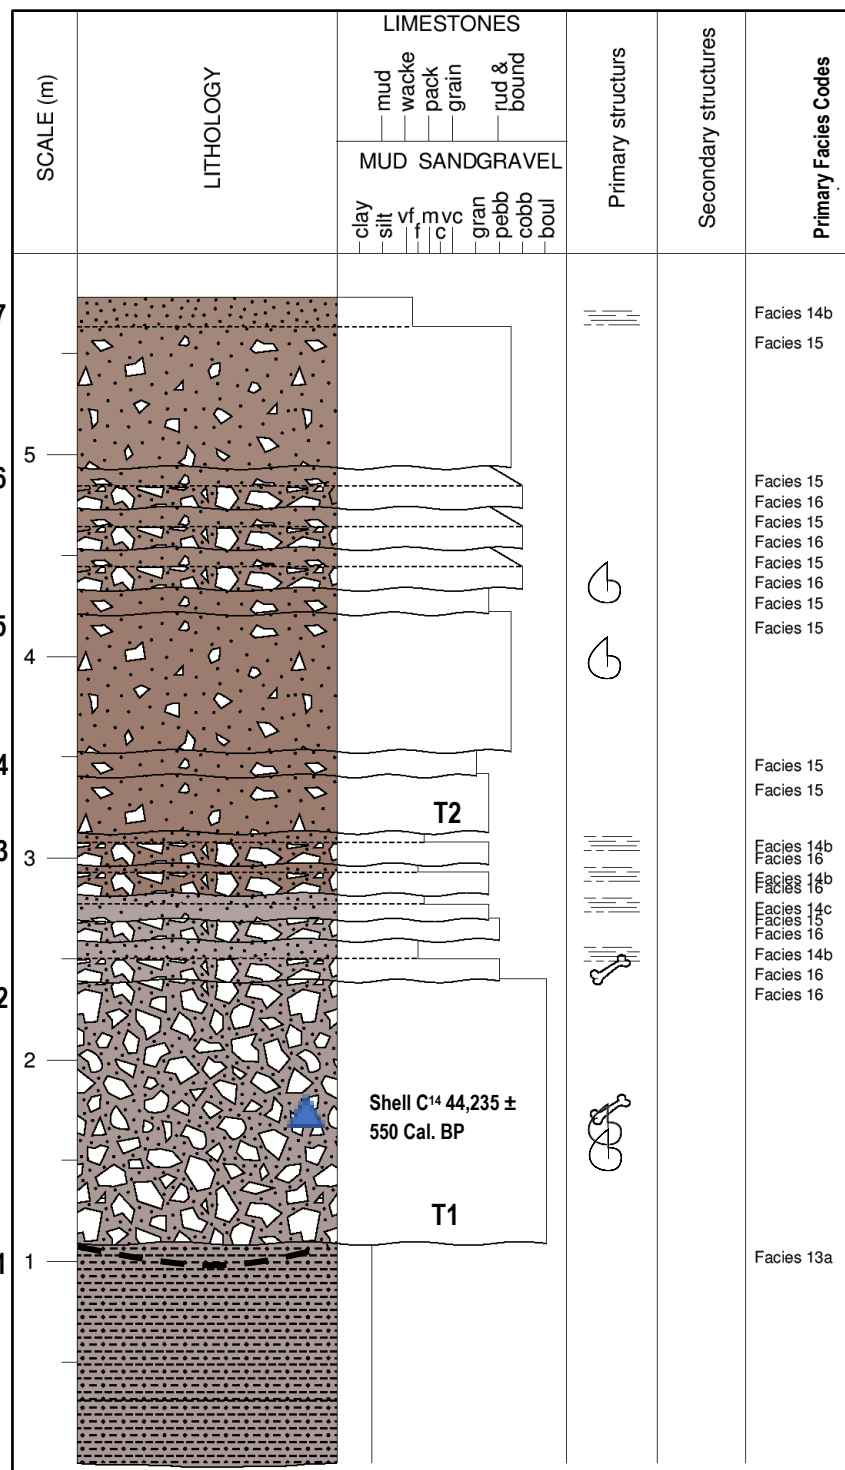 LIMESTONES
mud
wacke
pack
grain
rud &
bound
MUD SANDGRAVEL
clay
silt
vf
f
m
c
vc
gran
pebb
cobb
boul
SCALE (m)
LITHOLOGY
Primary structurs
Secondary structures
Primary Facies Codes
7
Facies 14b
Facies 15
5
6
Facies 15
Facies 16
Facies 15
Facies 16
Facies 15
Facies 16
Facies 15
5
Facies 15
4
4
Facies 15
Facies 15
T2
3
3
Facies 14b
Facies 16
Facies 14b
Facies 16
Facies 14c
Facies 15
Facies 16
Facies 14b
Facies 16
2
Facies 16
2
Shell C14 44,235 ±
550 Cal. BP
T1
1
1
Facies 13a